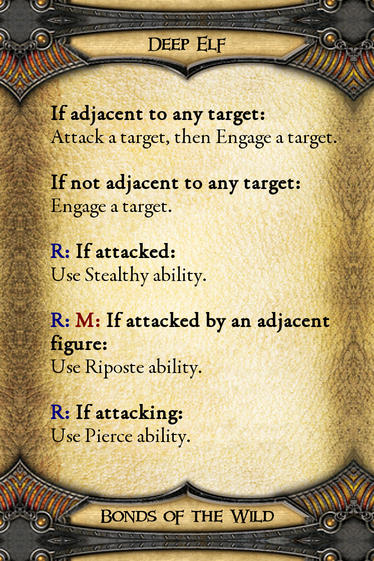 Deep Elf
If adjacent to any target:
Attack a target, then Engage a target.
If not adjacent to any target:
Engage a target.
R: If attacked:
Use Stealthy ability.
R: M: If attacked by an adjacent
figure:
Use Riposte ability.
R: If attacking:
Use Pierce ability.
Bonds of the Wild